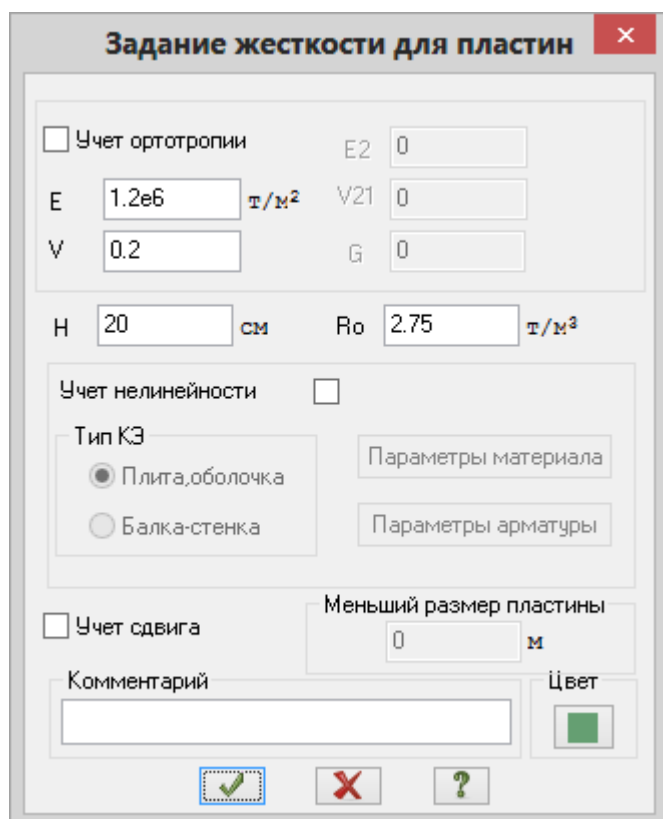 Задание жесткости для пластин
Учет ортотропии
E2 0
E 1.2e6 т/м²
V21 0
V 0.2
G 0
H 20 см Ro 2.75 т/м³
Учет нелинейности
Тип КЭ
Плита,оболочка
Параметры материала
Балка-стенка
Параметры арматуры
Учет сдвига
Меньший размер пластины
0 м
Комментарий
Цвет